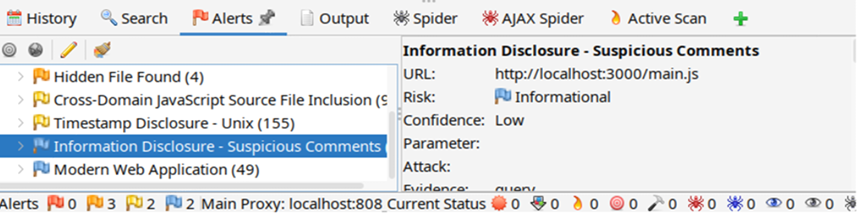 History Search Alerts Output Spider AJAX Spider Active Scan
Hidden File Found (4)
Cross-Domain JavaScript Source File Inclusion (9
Timestamp Disclosure - Unix (155)
Information Disclosure - Suspicious Comments (
Modern Web Application (49)
Information Disclosure - Suspicious Comments
URL: http://localhost:3000/main.js
Risk: Informational
Confidence: Low
Parameter:
Attack:
Evidence: query
Alerts 0 3 2 2 Main Proxy: localhost:808 Current Status 0 0 0 0 0 0 0 0 0